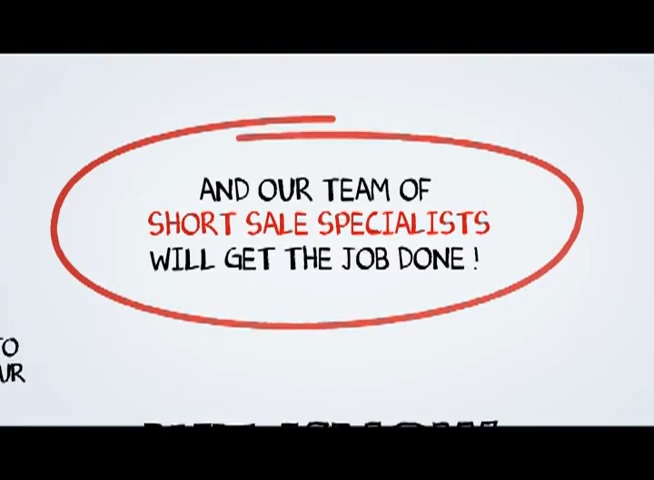 AND OUR TEAM OF
SHORT SALE SPECIALISTS
WILL GET THE JOB DONE !